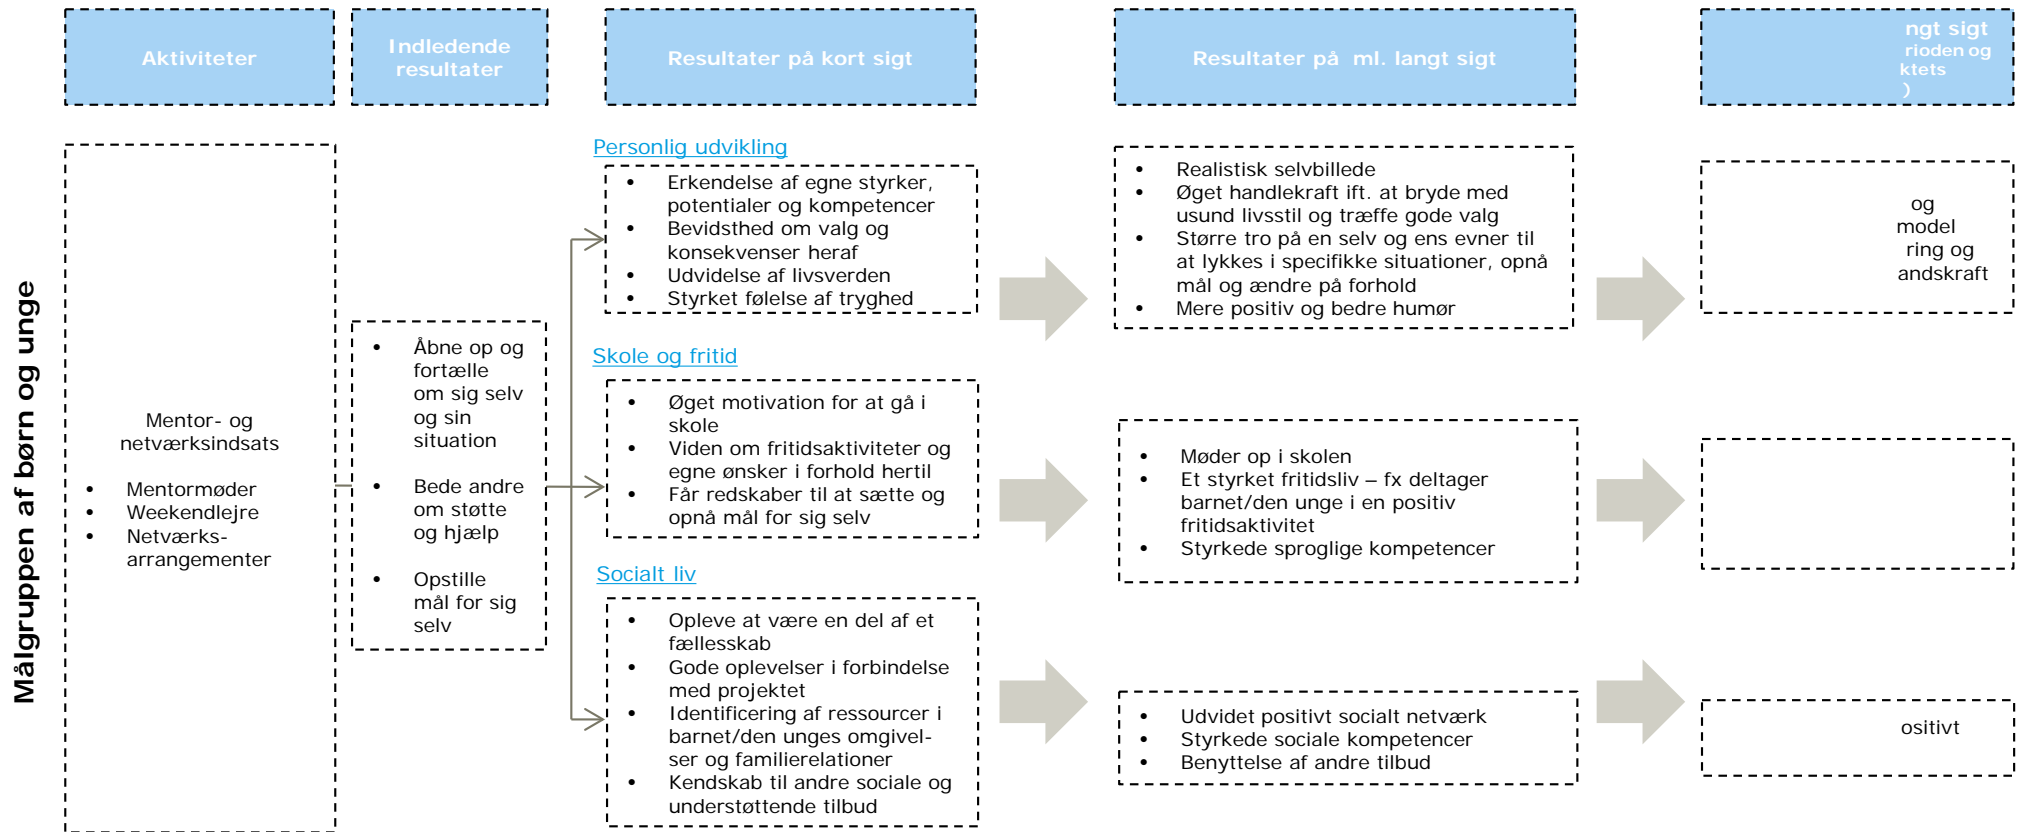 Aktiviteter
Indledende
resultater
Resultater på kort sigt
Resultater på ml. langt sigt
ngt sigt
rioden og
ktets
)
Målgruppen af børn og unge
Mentor- og
netværksindsats
• Mentormøder
• Weekendlejre
• Netværks-
arrangementer
• Åbne op og
fortælle
om sig selv
og sin
situation
• Bede andre
om støtte
og hjælp
• Opstille
mål for sig
selv
Personlig udvikling
• Erkendelse af egne styrker,
potentialer og kompetencer
• Bevidsthed om valg og
konsekvenser heraf
• Udvidelse af livsverden
• Styrket følelse af tryghed
• Realistisk selvbillede
• Øget handlekraft ift. at bryde med
usund livsstil og træffe gode valg
• Større tro på en selv og ens evner til
at lykkes i specifikke situationer, opnå
mål og ændre på forhold
• Mere positiv og bedre humør
og
model
ring og
andskraft
Skole og fritid
• Øget motivation for at gå i
skole
• Viden om fritidsaktiviteter og
egne ønsker i forhold hertil
• Får redskaber til at sætte og
opnå mål for sig selv
• Møder op i skolen
• Et styrket fritidsliv – fx deltager
barnet/den unge i en positiv
fritidsaktivitet
• Styrkede sproglige kompetencer
Socialt liv
• Opleve at være en del af et
fællesskab
• Gode oplevelser i forbindelse
med projektet
• Identificering af ressourcer i
barnet/den unges omgivel-
ser og familierelationer
• Kendskab til andre sociale og
understøttende tilbud
• Udvidet positivt socialt netværk
• Styrkede sociale kompetencer
• Benyttelse af andre tilbud
ositivt